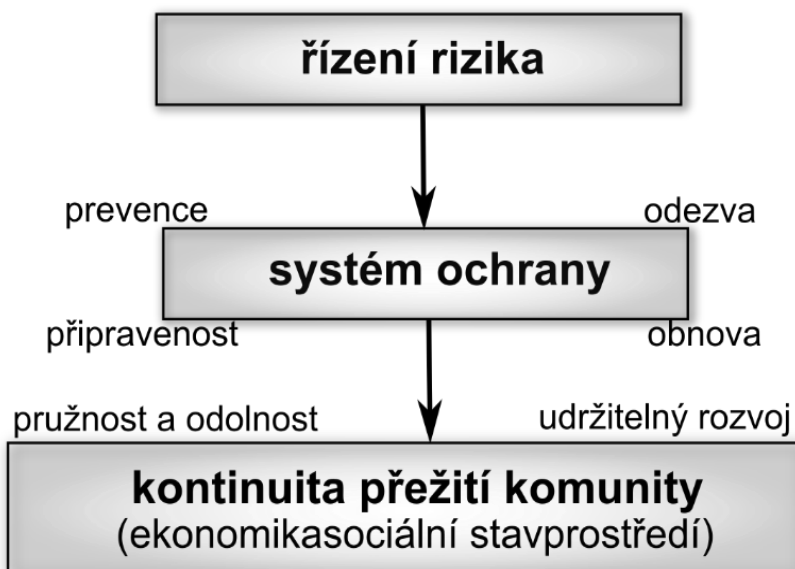 řízení rizika
prevence
odezva
systém ochrany
připravenost
obnova
pružnost a odolnost
udržitelný rozvoj
kontinuita přežití komunity
(ekonomikasociální stavprostředí)